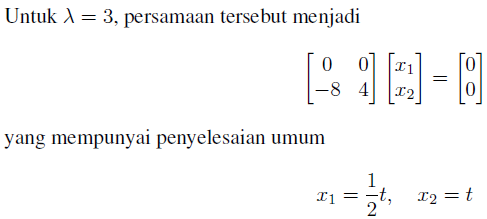 Untuk λ = 3, persamaan tersebut menjadi
[0 0; −8 4] [x₁; x₂] = [0; 0]
yang mempunyai penyelesaian umum
x₁ = 1/2 t, x₂ = t